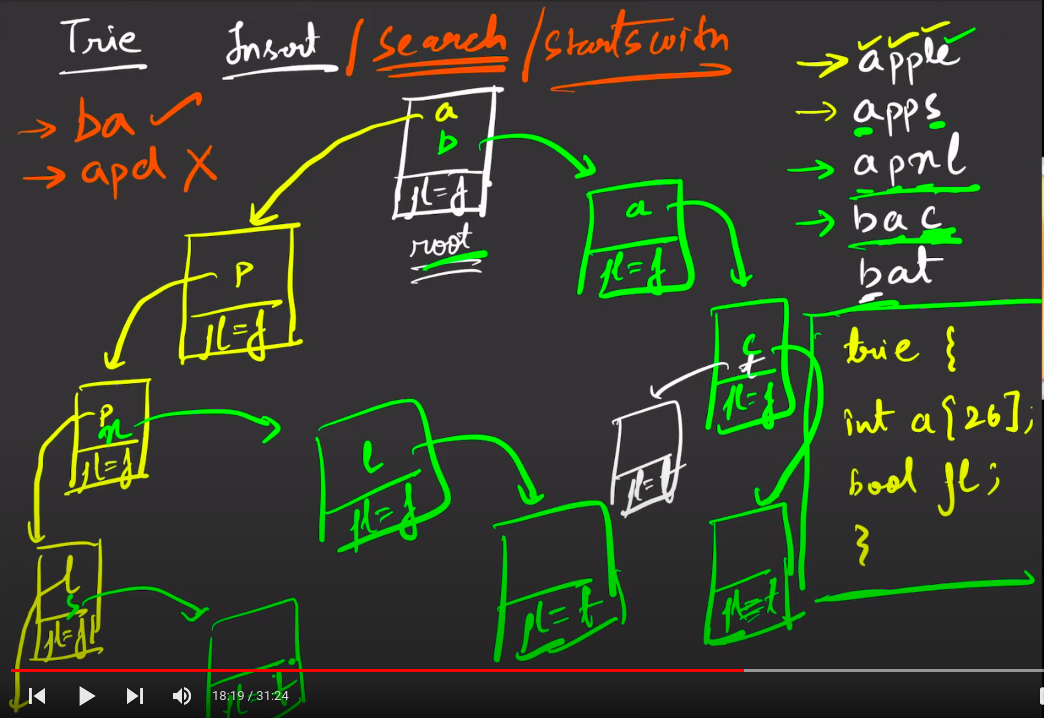 Trie Insert / Search / Startswith
→ ba ✓
→ apd X
→ apple
→ apps
→ apxl
→ bac
bat
a
b
fl=f
root
a
fl=f
p
fl=f
c
t
fl=f
p
x
fl=f
l
fl=f
fl=t
fl=t
fl=t
l
s
fl=f
trie {
int a[26];
bool fl;
}
18:19 / 31:24